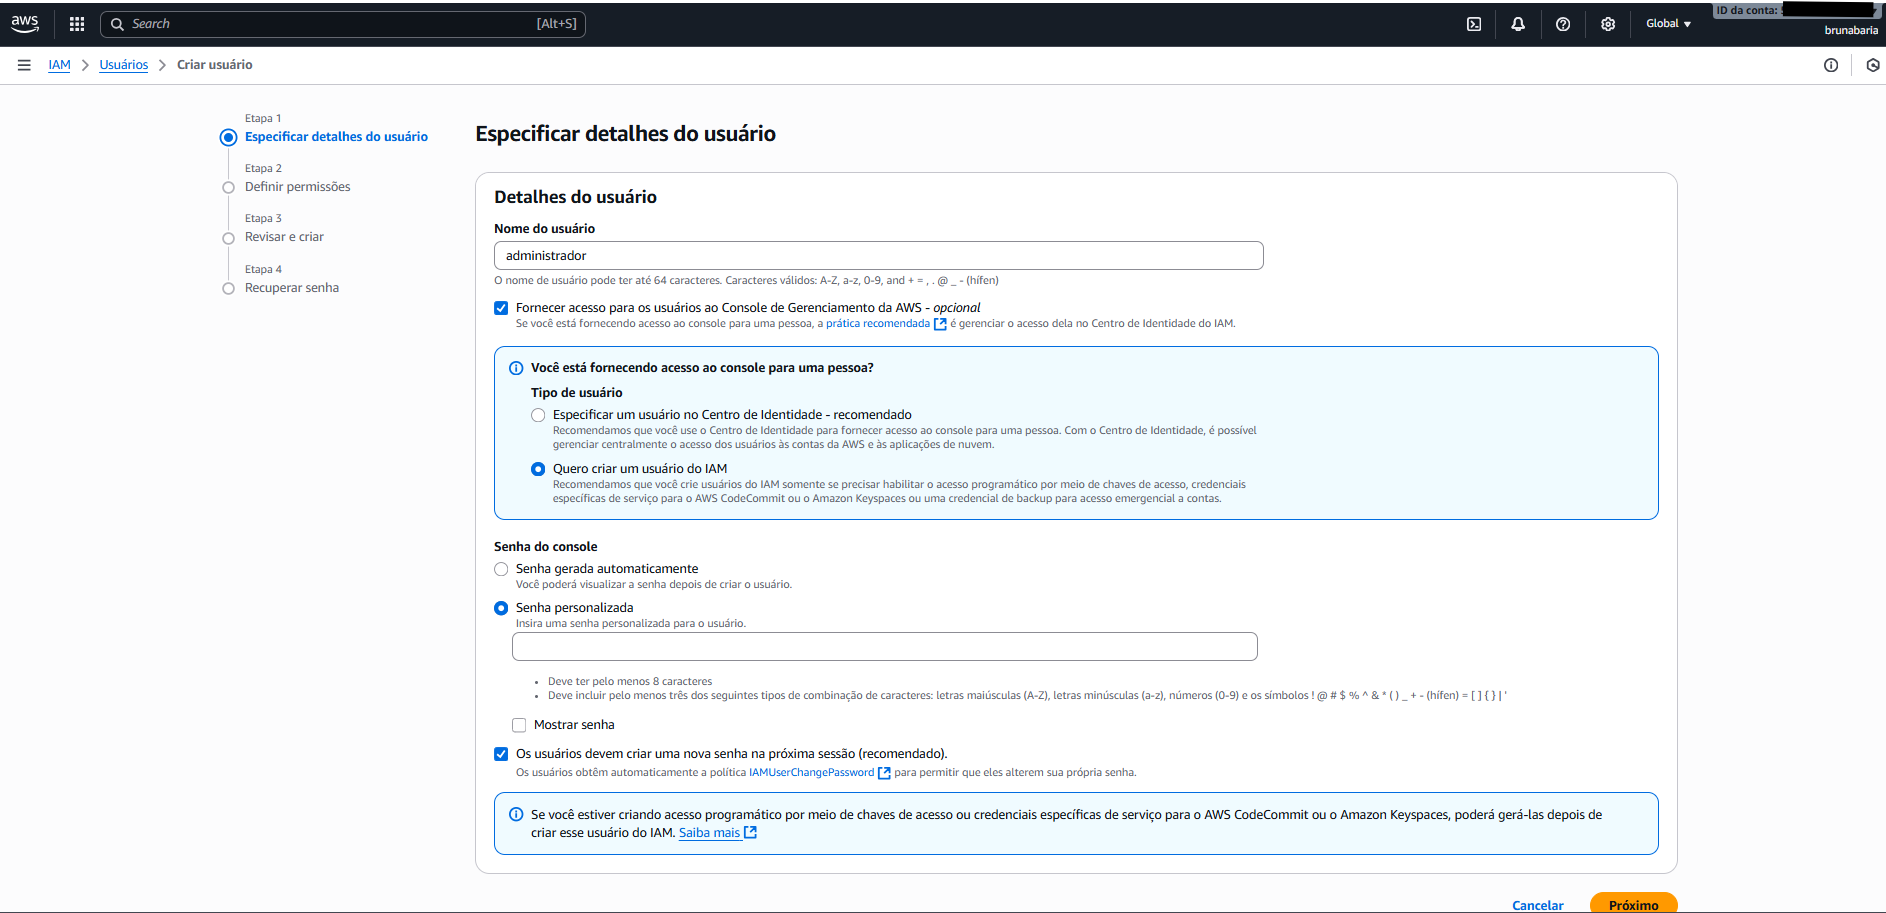 aws
Search
[Alt+S]
Global
ID da conta:
brunabaria
IAM
Usuários
Criar usuário
Etapa 1
Especificar detalhes do usuário
Etapa 2
Definir permissões
Etapa 3
Revisar e criar
Etapa 4
Recuperar senha
Especificar detalhes do usuário
Detalhes do usuário
Nome do usuário
administrador
O nome de usuário pode ter até 64 caracteres. Caracteres válidos: A-Z, a-z, 0-9, and + = , . @ _ - (hífen)
Fornecer acesso para os usuários ao Console de Gerenciamento da AWS - opcional
Se você está fornecendo acesso ao console para uma pessoa, a prática recomendada é gerenciar o acesso dela no Centro de Identidade do IAM.
Você está fornecendo acesso ao console para uma pessoa?
Tipo de usuário
Especificar um usuário no Centro de Identidade - recomendado
Recomendamos que você use o Centro de Identidade para fornecer acesso ao console para uma pessoa. Com o Centro de Identidade, é possível
gerenciar centralmente o acesso dos usuários às contas da AWS e às aplicações de nuvem.
Quero criar um usuário do IAM
Recomendamos que você crie usuários do IAM somente se precisar habilitar o acesso programático por meio de chaves de acesso, credenciais
específicas de serviço para o AWS CodeCommit ou o Amazon Keyspaces ou uma credencial de backup para acesso emergencial a contas.
Senha do console
Senha gerada automaticamente
Você poderá visualizar a senha depois de criar o usuário.
Senha personalizada
Insira uma senha personalizada para o usuário.
• Deve ter pelo menos 8 caracteres
• Deve incluir pelo menos três dos seguintes tipos de combinação de caracteres: letras maiúsculas (A-Z), letras minúsculas (a-z), números (0-9) e os símbolos ! @ # $ % ^ & * ( ) _ + - (hífen) = [ ] { } | '
Mostrar senha
Os usuários devem criar uma nova senha na próxima sessão (recomendado).
Os usuários obtêm automaticamente a política IAMUserChangePassword para permitir que eles alterem sua própria senha.
Se você estiver criando acesso programático por meio de chaves de acesso ou credenciais específicas de serviço para o AWS CodeCommit ou o Amazon Keyspaces, poderá gerá-las depois de
criar esse usuário do IAM. Saiba mais
Cancelar
Próximo